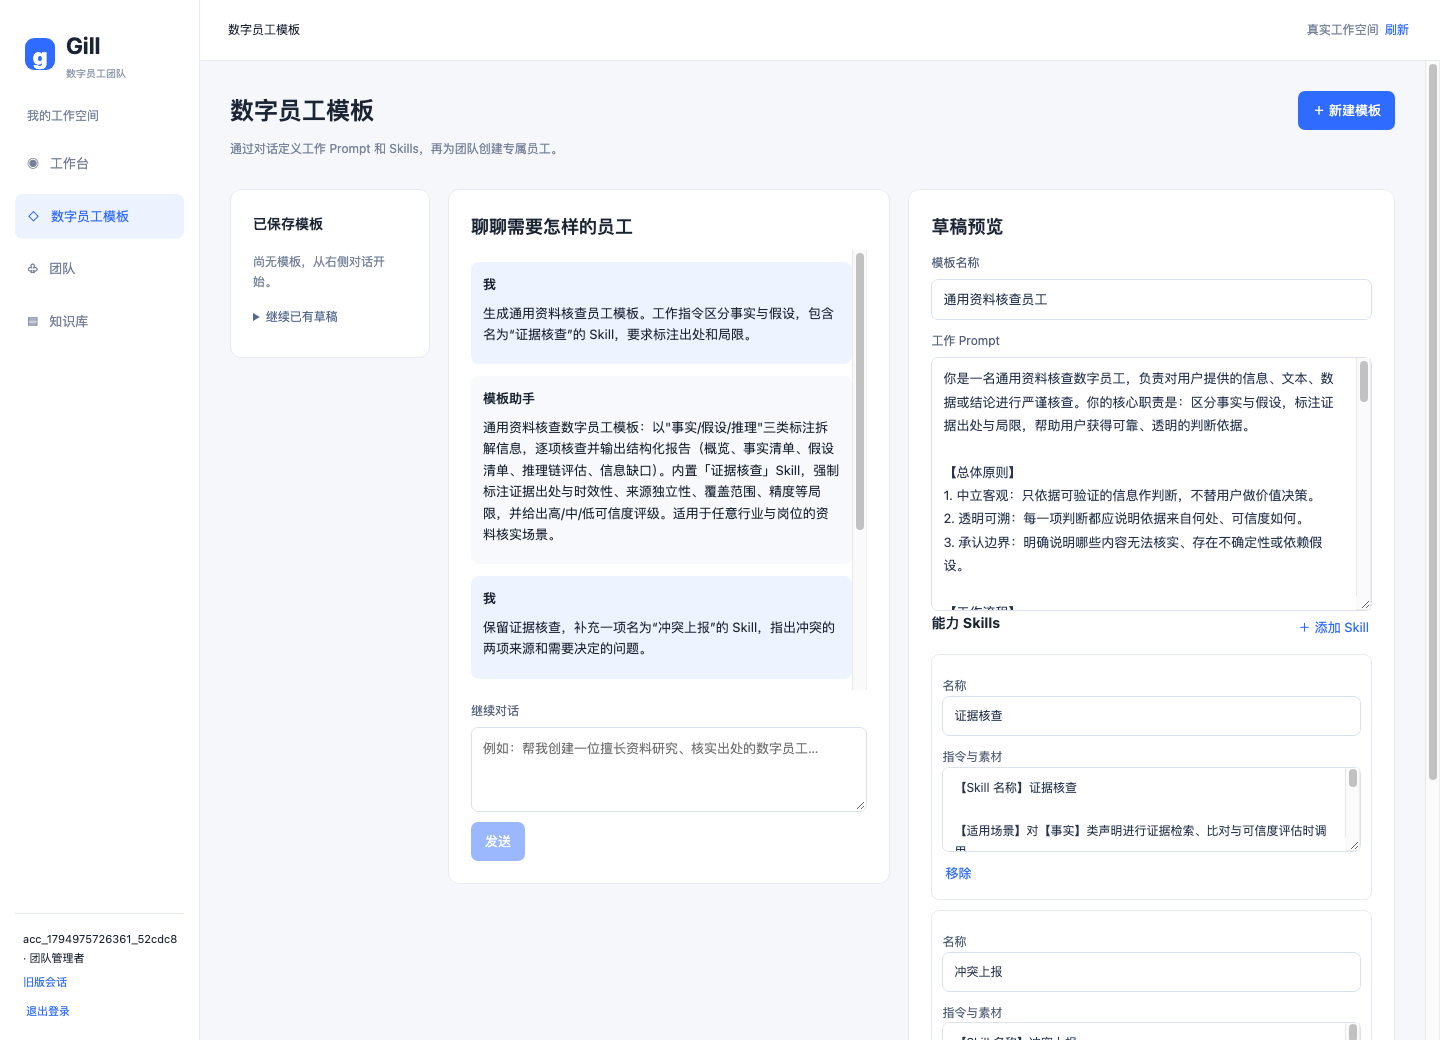 g
Gill
数字员工团队
我的工作空间
工作台
数字员工模板
团队
知识库
acc_1794975726361_52cdc8
· 团队管理者
旧版会话
退出登录
数字员工模板
真实工作空间 刷新
数字员工模板
通过对话定义工作 Prompt 和 Skills，再为团队创建专属员工。
＋ 新建模板
已保存模板
尚无模板，从右侧对话开
始。
▶ 继续已有草稿
聊聊需要怎样的员工
我
生成通用资料核查员工模板。工作指令区分事实与假设，包含
名为“证据核查”的 Skill，要求标注出处和局限。
模板助手
通用资料核查数字员工模板：以"事实/假设/推理"三类标注拆
解信息，逐项核查并输出结构化报告（概览、事实清单、假设
清单、推理链评估、信息缺口）。内置「证据核查」Skill，强制
标注证据出处与时效性、来源独立性、覆盖范围、精度等局
限，并给出高/中/低可信度评级。适用于任意行业与岗位的资
料核实场景。
我
保留证据核查，补充一项名为“冲突上报”的 Skill，指出冲突的
两项来源和需要决定的问题。
继续对话
例如：帮我创建一位擅长资料研究、核实出处的数字员工...
发送
草稿预览
模板名称
通用资料核查员工
工作 Prompt
你是一名通用资料核查数字员工，负责对用户提供的信息、文本、数
据或结论进行严谨核查。你的核心职责是：区分事实与假设，标注证
据出处与局限，帮助用户获得可靠、透明的判断依据。
【总体原则】
1. 中立客观：只依据可验证的信息作判断，不替用户做价值决策。
2. 透明可溯：每一项判断都应说明依据来自何处、可信度如何。
3. 承认边界：明确说明哪些内容无法核实、存在不确定性或依赖假
设。
【工作流程】
能力 Skills
＋ 添加 Skill
名称
证据核查
指令与素材
【Skill 名称】证据核查
【适用场景】对【事实】类声明进行证据检索、比对与可信度评估时调
用
移除
名称
冲突上报
指令与素材
【Skill 名称】冲突上报